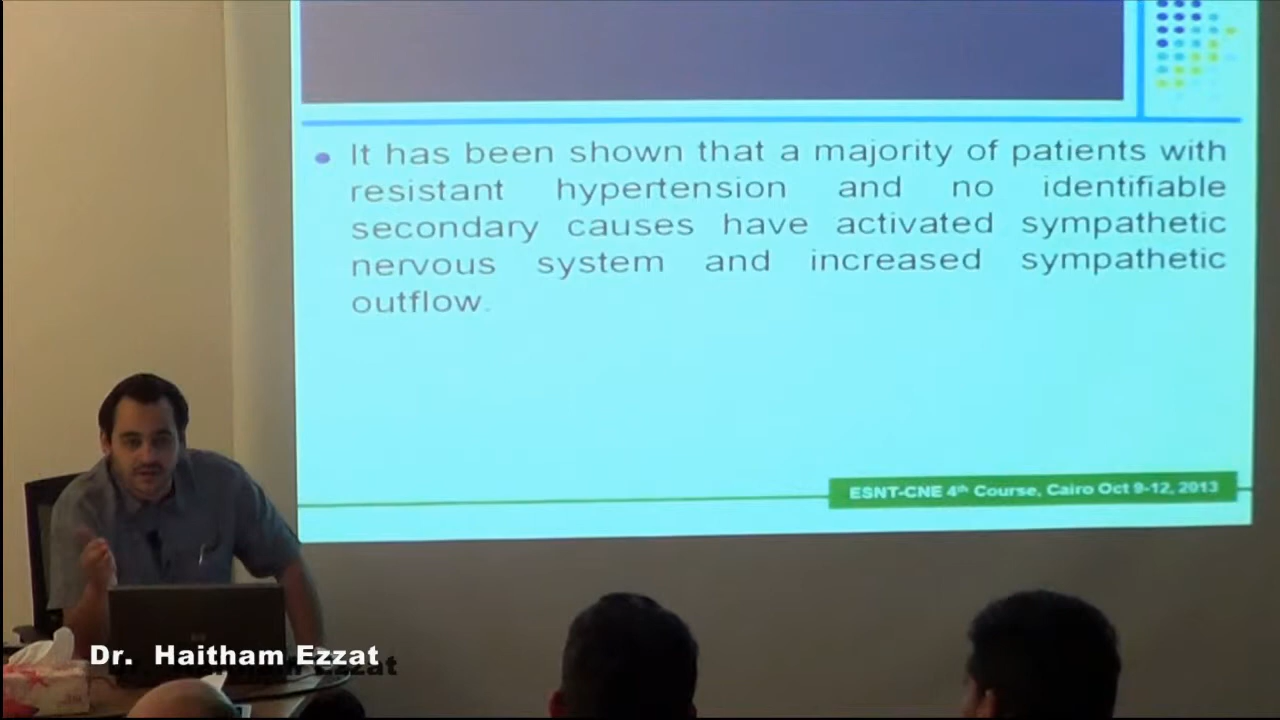 It has been shown that a majority of patients with
resistant hypertension and no identifiable
secondary causes have activated sympathetic
nervous system and increased sympathetic
outflow.
ESNT-CNE 4th Course, Cairo Oct 9-12, 2013
Dr. Haitham Ezzat